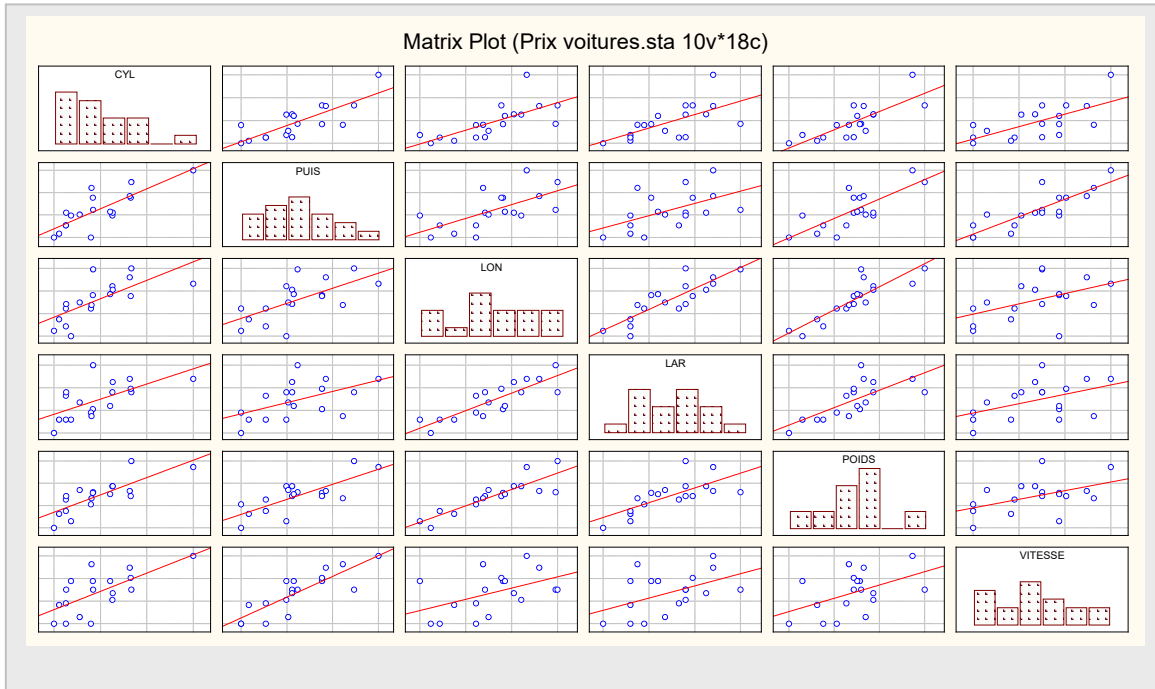 Matrix Plot (Prix voitures.sta 10v*18c)
CYL
PUIS
LON
LAR
POIDS
VITESSE